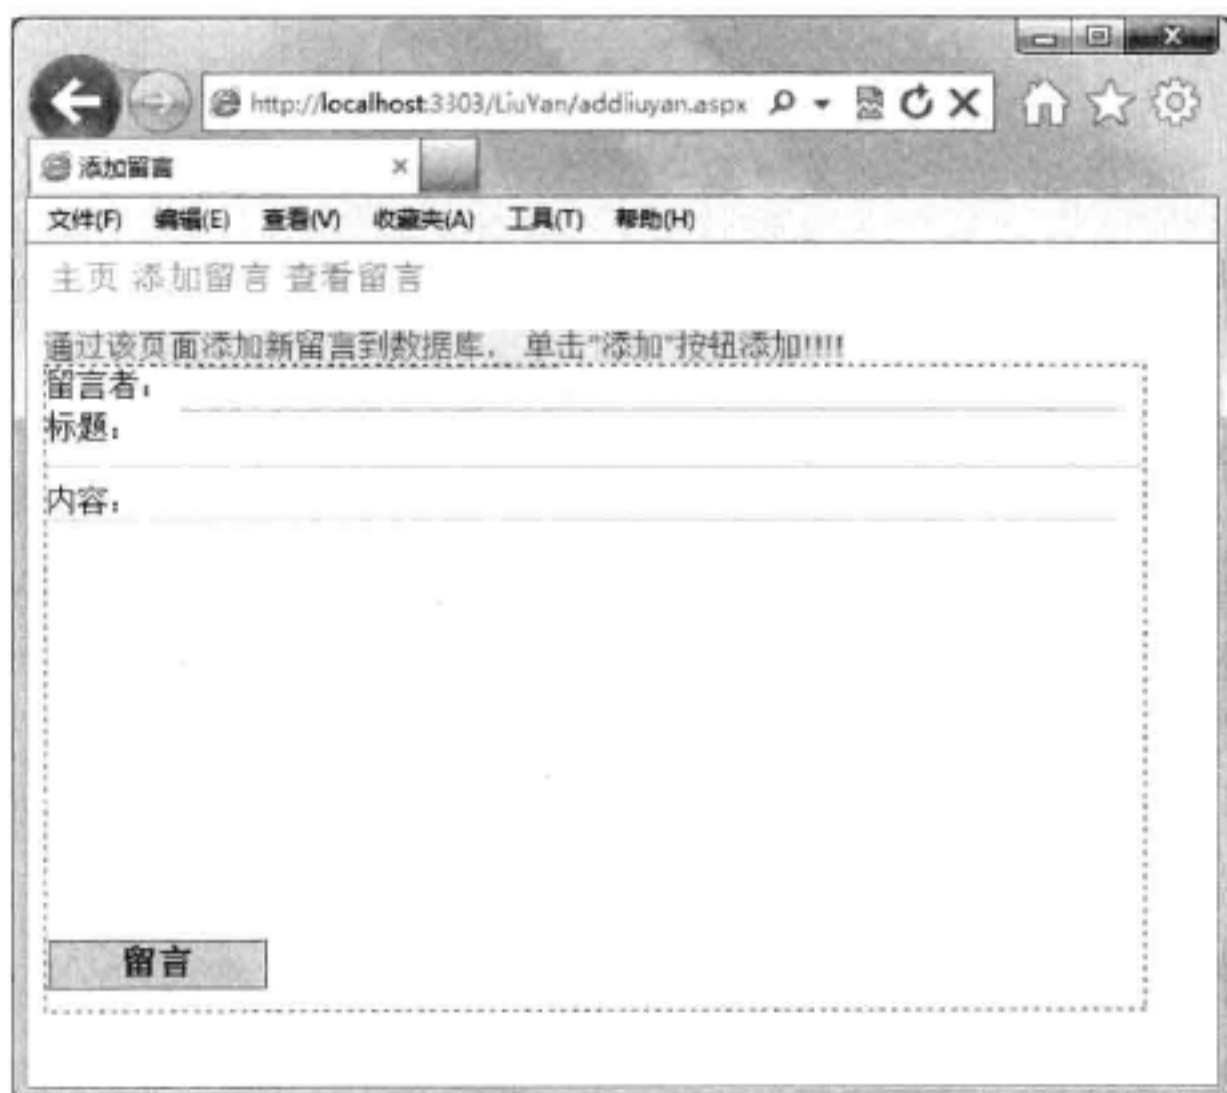 http://localhost:3303/LiuYan/addliuyan.aspx
添加留言
文件(F) 编辑(E) 查看(V) 收藏夹(A) 工具(T) 帮助(H)
主页 添加留言 查看留言
通过该页面添加新留言到数据库，单击"添加"按钮添加!!!!
留言者：
标题：
内容：
留言